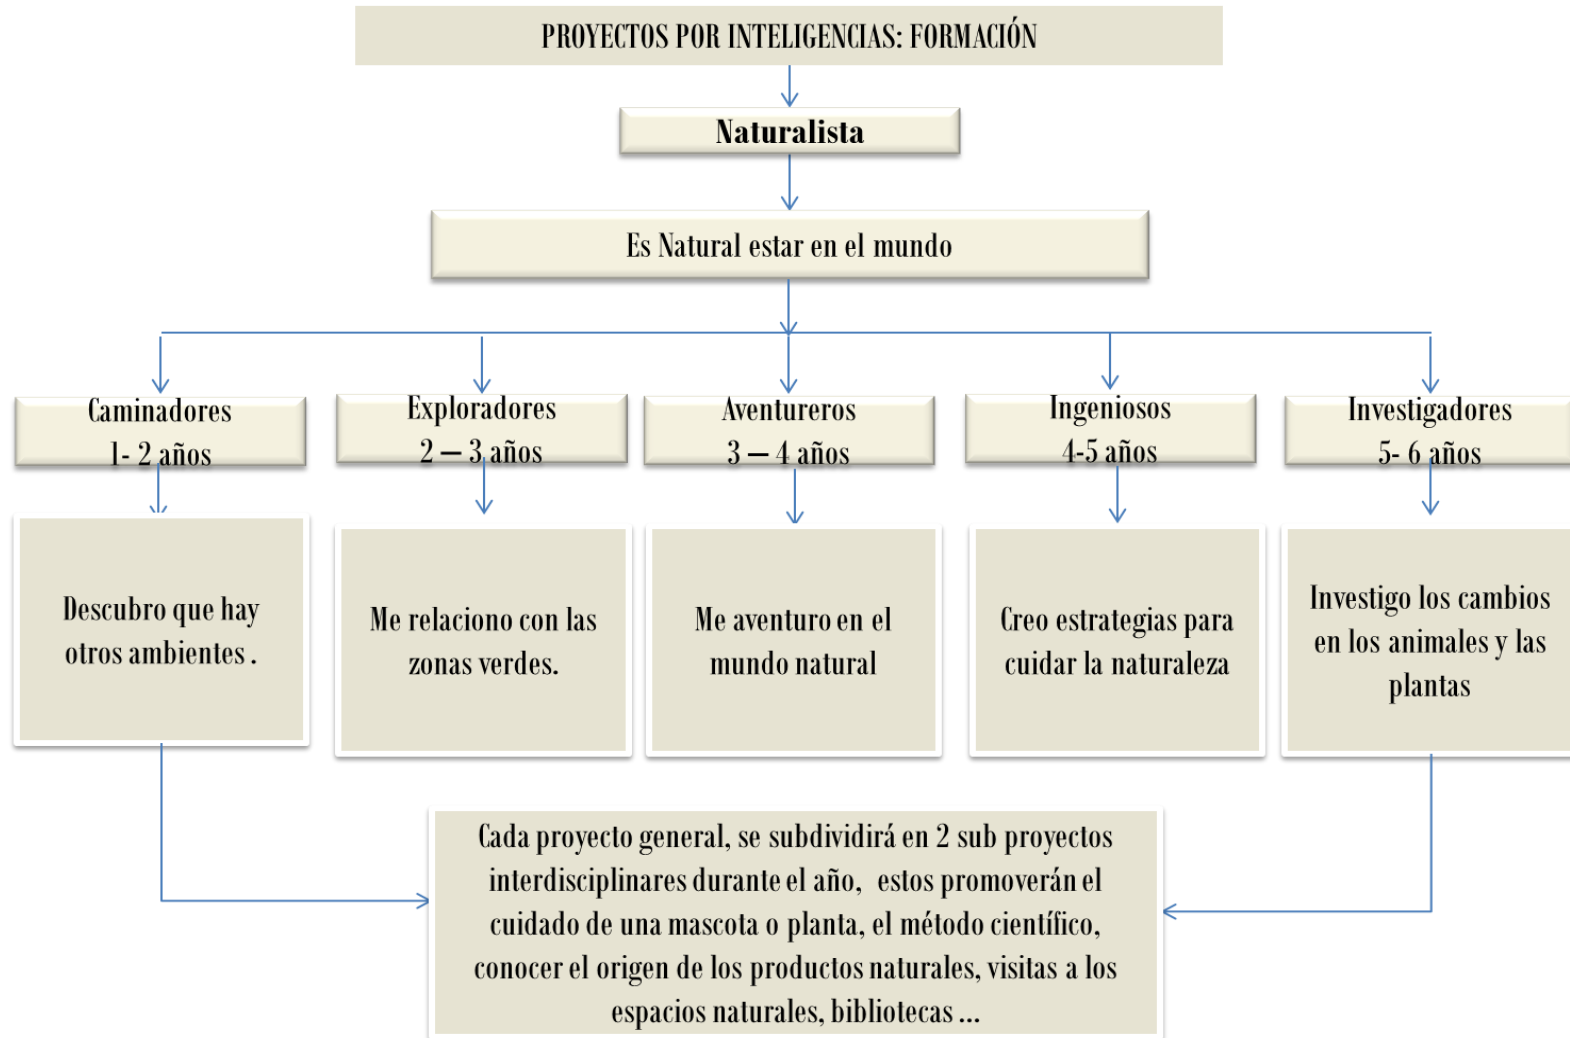 PROYECTOS POR INTELIGENCIAS: FORMACIÓN
Naturalista
Es Natural estar en el mundo
Caminadores
1- 2 años
Exploradores
2 – 3 años
Aventureros
3 – 4 años
Ingeniosos
4-5 años
Investigadores
5- 6 años
Descubro que hay
otros ambientes .
Me relaciono con las
zonas verdes.
Me aventuro en el
mundo natural
Creo estrategias para
cuidar la naturaleza
Investigo los cambios
en los animales y las
plantas
Cada proyecto general, se subdividirá en 2 sub proyectos
interdisciplinares durante el año, estos promoverán el
cuidado de una mascota o planta, el método científico,
conocer el origen de los productos naturales, visitas a los
espacios naturales, bibliotecas ...